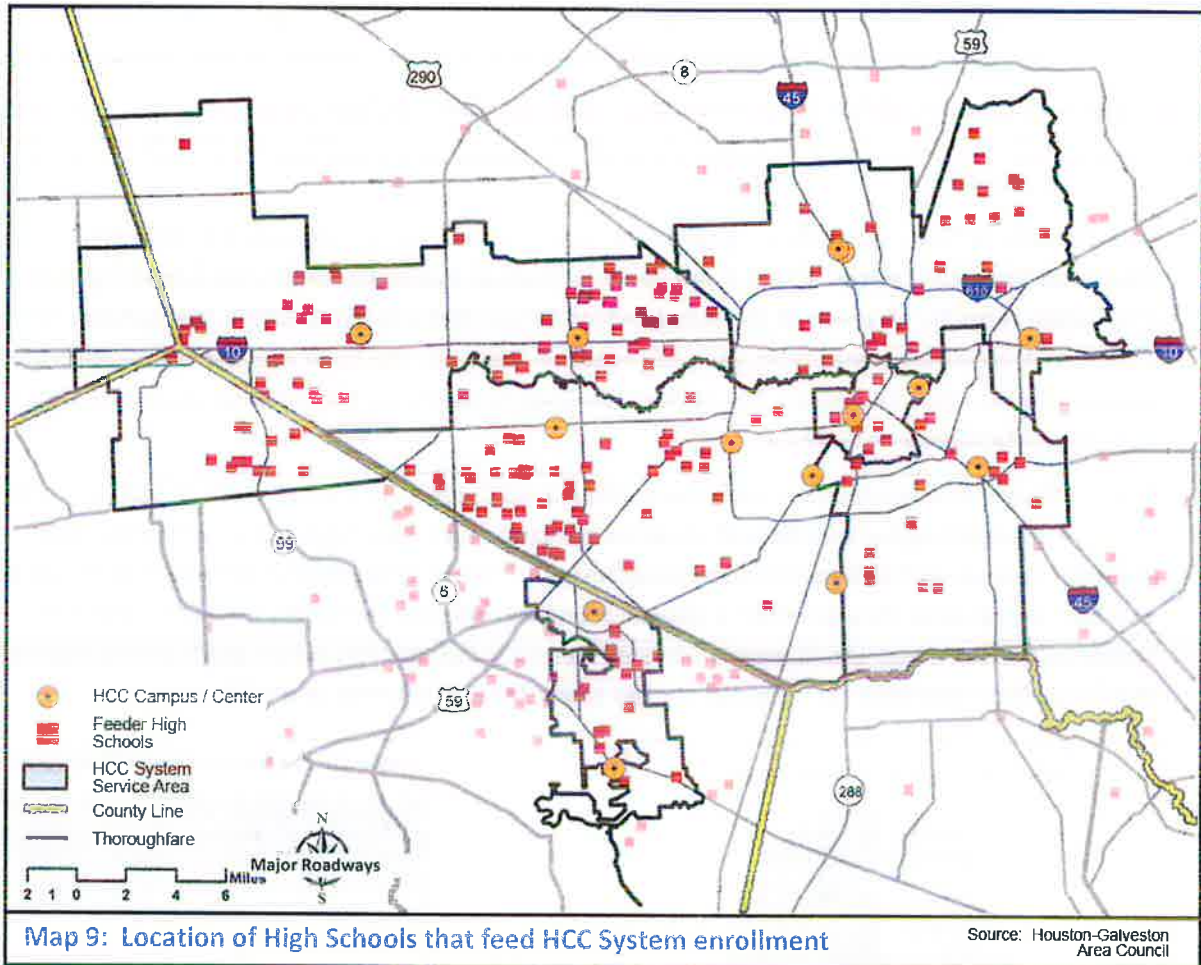 59
8
290
45
610
10
10
99
6
45
59
288
HCC Campus / Center
Feeder High
Schools
HCC System
Service Area
County Line
Thoroughfare
N
Major Roadways
S
Miles
2 1 0 2 4 6
Map 9: Location of High Schools that feed HCC System enrollment
Source: Houston-Galveston
Area Council